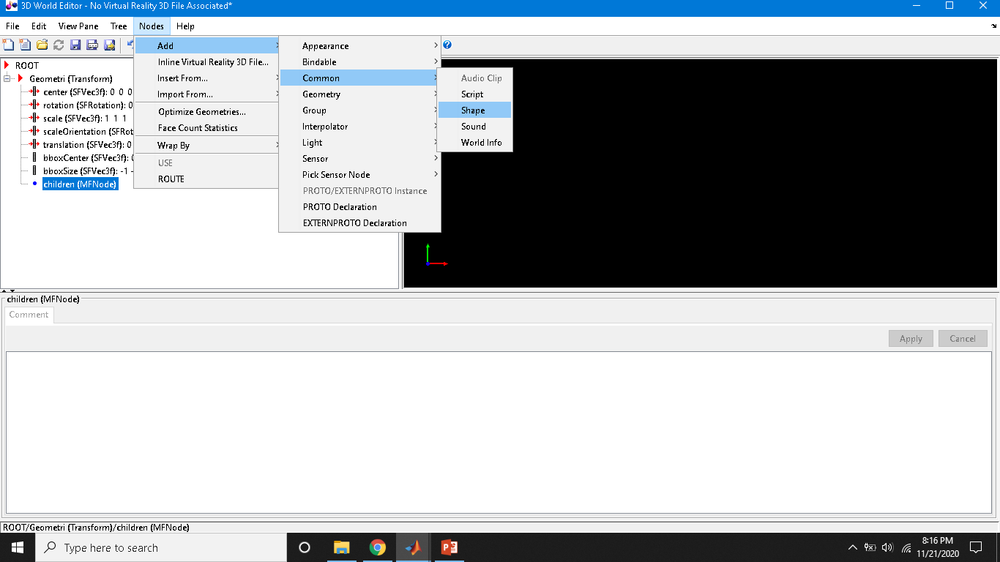 3D World Editor - No Virtual Reality 3D File Associated*
File Edit View Pane Tree Nodes Help
ROOT
Geometri (Transform)
center (SFVec3f): 0 0 0
rotation (SFRotation): 0
scale (SFVec3f): 1 1 1
scaleOrientation (SFRot
translation (SFVec3f): 0
bboxCenter (SFVec3f):
bboxSize (SFVec3f): -1 -
children (MFNode)
Add
Inline Virtual Reality 3D File...
Insert From...
Import From...
Optimize Geometries...
Face Count Statistics
Wrap By
USE
ROUTE
Appearance
Bindable
Common
Geometry
Group
Interpolator
Light
Sensor
Pick Sensor Node
PROTO/EXTERNPROTO Instance
PROTO Declaration
EXTERNPROTO Declaration
Audio Clip
Script
Shape
Sound
World Info
children (MFNode)
Comment
Apply Cancel
ROOT/Geometri (Transform)/children (MFNode)
Type here to search
8:16 PM
11/21/2020